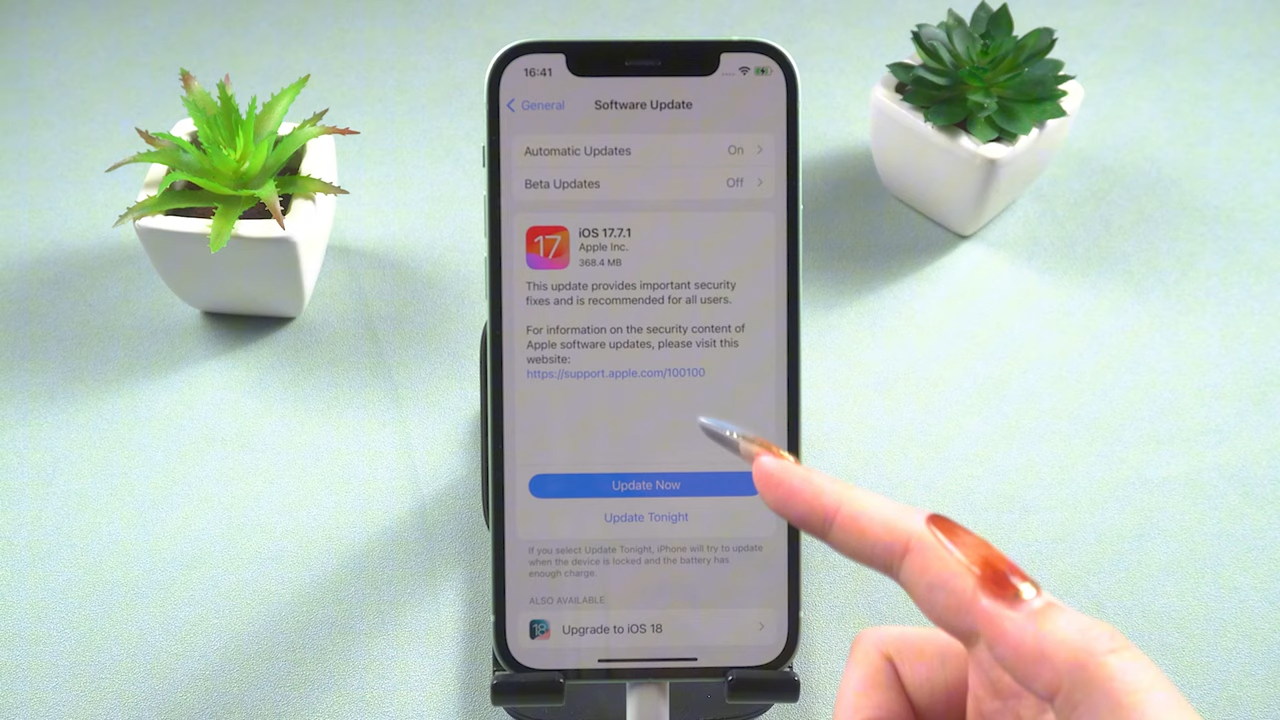 16:41
General
Software Update
Automatic Updates On
Beta Updates Off
17
iOS 17.7.1
Apple Inc.
368.4 MB
This update provides important security
fixes and is recommended for all users.
For information on the security content of
Apple software updates, please visit this
website:
https://support.apple.com/100100
Update Now
Update Tonight
If you select Update Tonight, iPhone will try to update
when the device is locked and the battery has
enough charge.
ALSO AVAILABLE
18
Upgrade to iOS 18